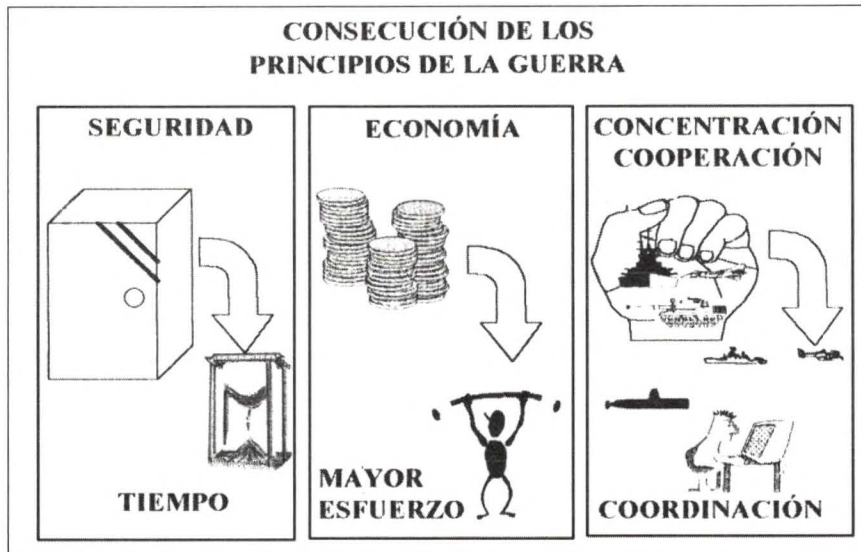 CONSECUCIÓN DE LOS
PRINCIPIOS DE LA GUERRA
SEGURIDAD
TIEMPO
ECONOMÍA
MAYOR
ESFUERZO
CONCENTRACIÓN
COOPERACIÓN
COORDINACIÓN